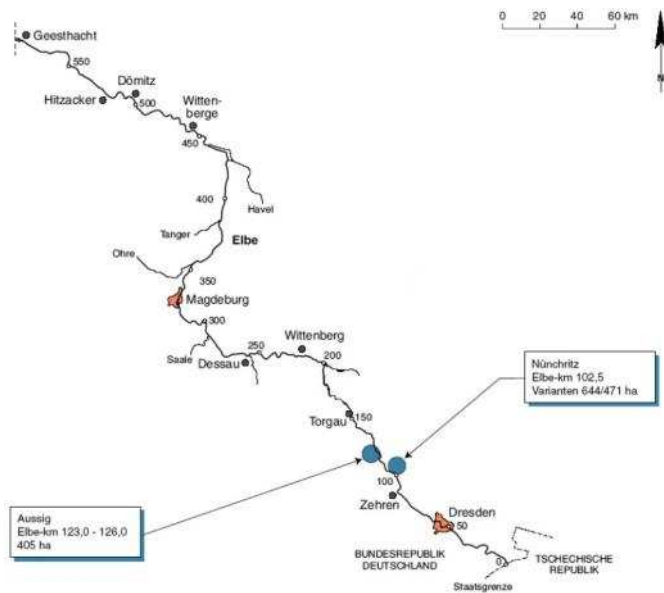 0 20 40 60 km
N
Geesthacht
550
Dömitz
Hitzacker
500
Witten-
berge
450
400
Havel
Tanger
Elbe
Ohre
350
Magdeburg
300
Saale
Dessau
250
Wittenberg
200
Nünchritz
Elbe-km 102,5
Varianten 644/471 ha
Torgau
150
100
Zehren
Aussig
Elbe-km 123,0 - 126,0
405 ha
Dresden
50
BUNDESREPUBLIK
DEUTSCHLAND
0
TSCHECHISCHE
REPUBLIK
Staatsgrenze